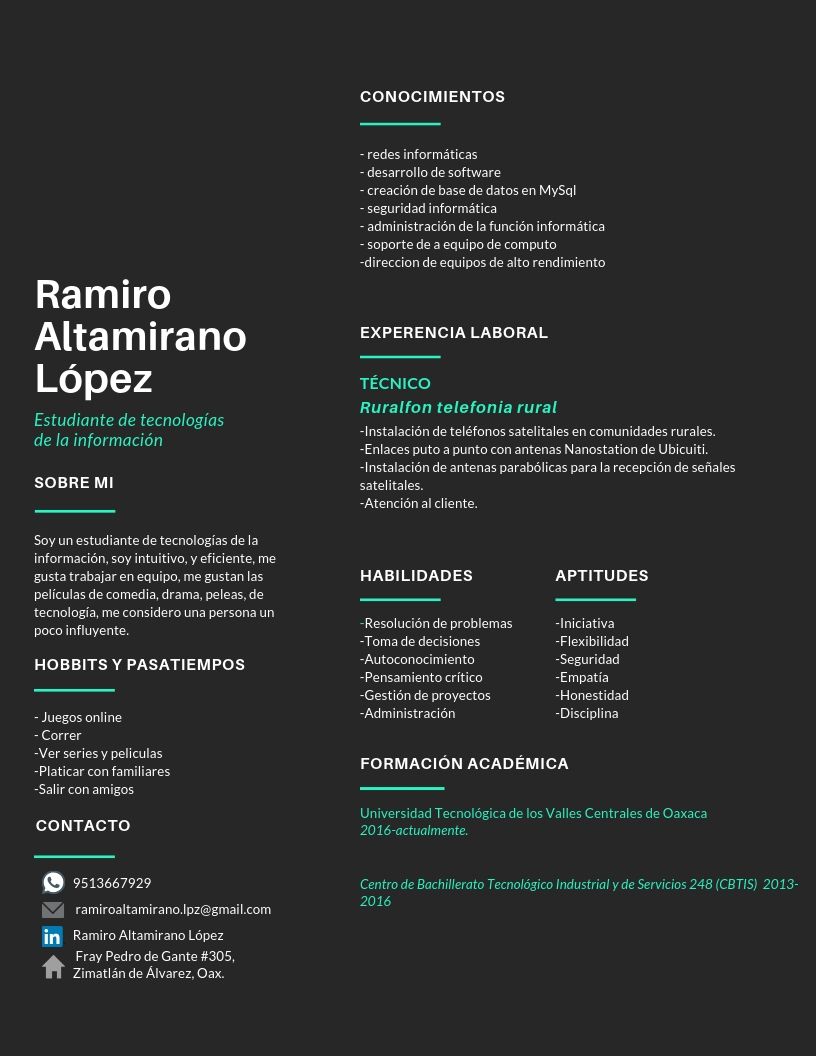 Ramiro
Altamirano
López
Estudiante de tecnologías
de la información
SOBRE MI
Soy un estudiante de tecnologías de la
información, soy intuitivo, y eficiente, me
gusta trabajar en equipo, me gustan las
películas de comedia, drama, peleas, de
tecnología, me considero una persona un
poco influyente.
HOBBITS Y PASATIEMPOS
- Juegos online
- Correr
-Ver series y peliculas
-Platicar con familiares
-Salir con amigos
CONTACTO
9513667929
ramiroaltamirano.lpz@gmail.com
in
Ramiro Altamirano López
Fray Pedro de Gante #305,
Zimatlán de Álvarez, Oax.
CONOCIMIENTOS
- redes informáticas
- desarrollo de software
- creación de base de datos en MySql
- seguridad informática
- administración de la función informática
- soporte de a equipo de computo
-direccion de equipos de alto rendimiento
EXPERENCIA LABORAL
TÉCNICO
Ruralfon telefonia rural
-Instalación de teléfonos satelitales en comunidades rurales.
-Enlaces puto a punto con antenas Nanostation de Ubicuiti.
-Instalación de antenas parabólicas para la recepción de señales
satelitales.
-Atención al cliente.
HABILIDADES
-Resolución de problemas
-Toma de decisiones
-Autoconocimiento
-Pensamiento crítico
-Gestión de proyectos
-Administración
APTITUDES
-Iniciativa
-Flexibilidad
-Seguridad
-Empatía
-Honestidad
-Disciplina
FORMACIÓN ACADÉMICA
Universidad Tecnológica de los Valles Centrales de Oaxaca
2016-actualmente.
Centro de Bachillerato Tecnológico Industrial y de Servicios 248 (CBTIS) 2013-
2016